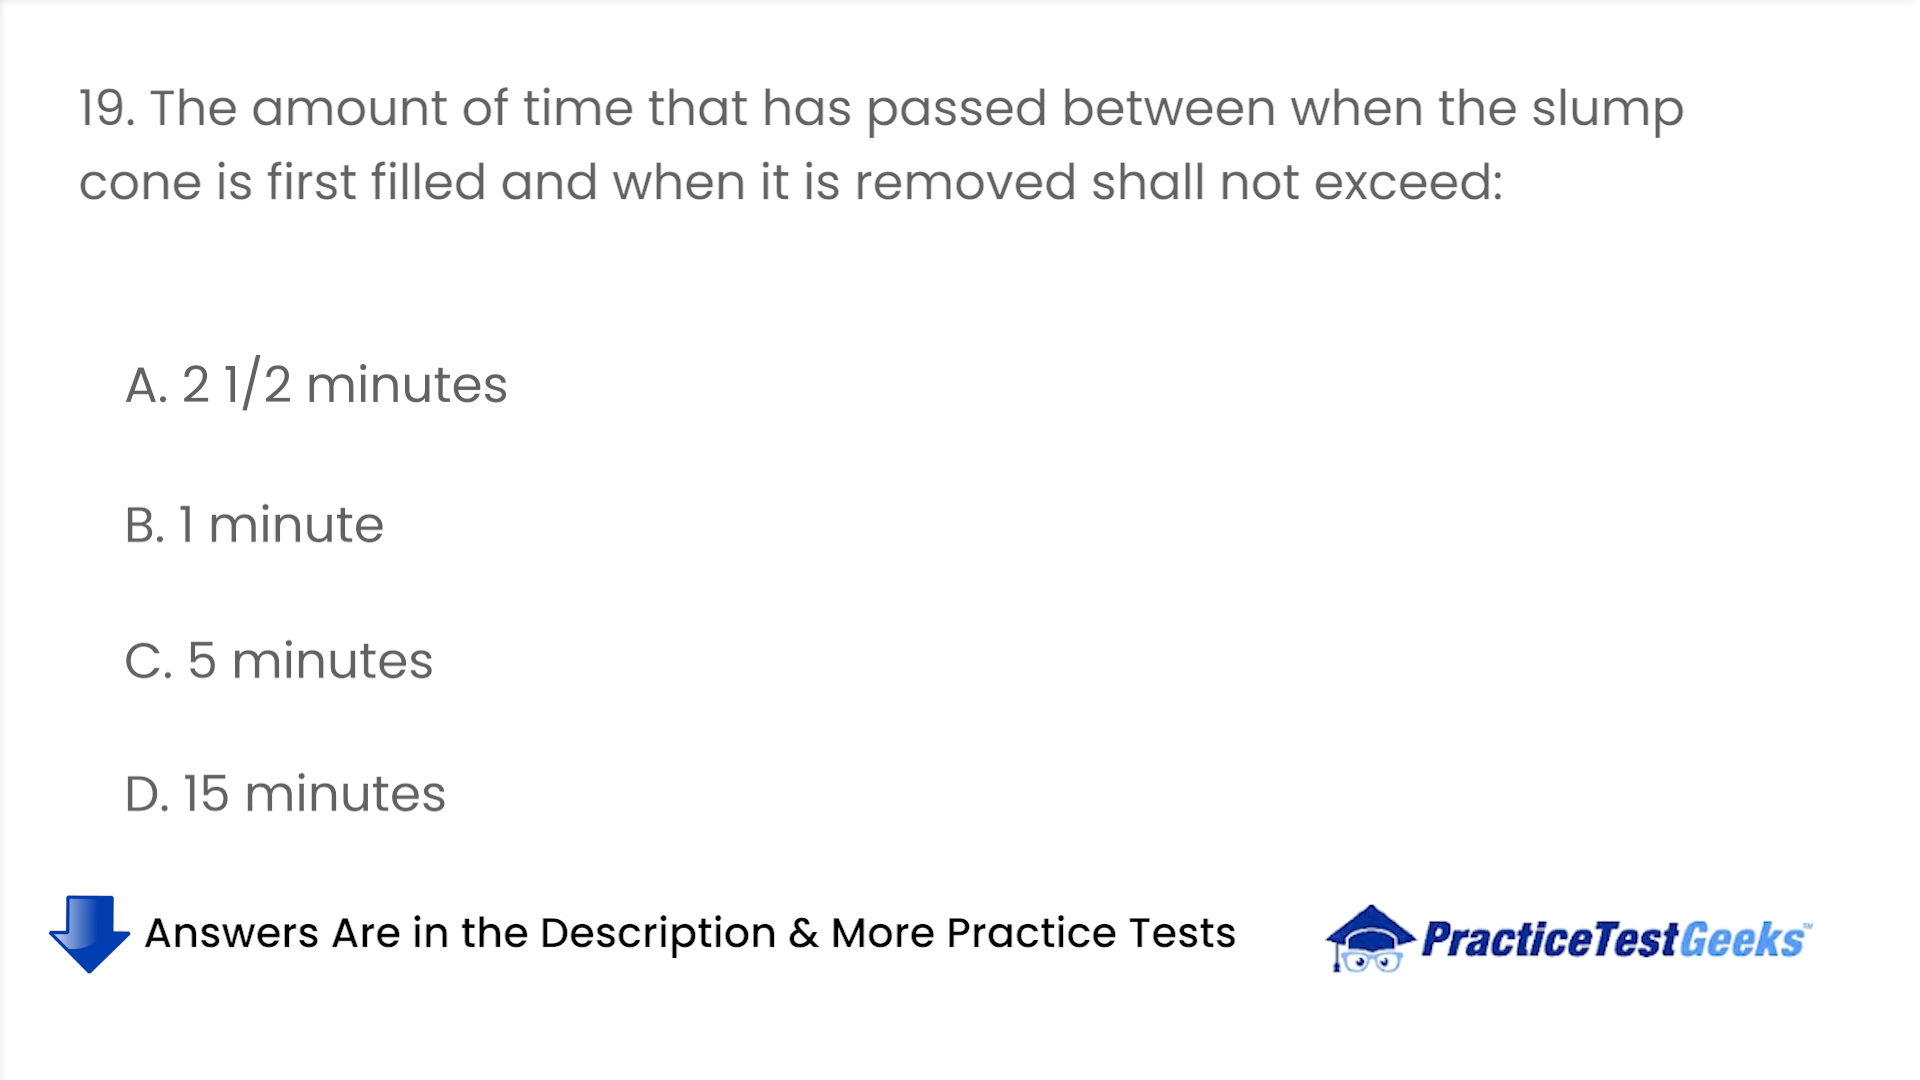 19. The amount of time that has passed between when the slump
cone is first filled and when it is removed shall not exceed:
A. 2 1/2 minutes
B. 1 minute
C. 5 minutes
D. 15 minutes
Answers Are in the Description & More Practice Tests
PracticeTestGeeks™